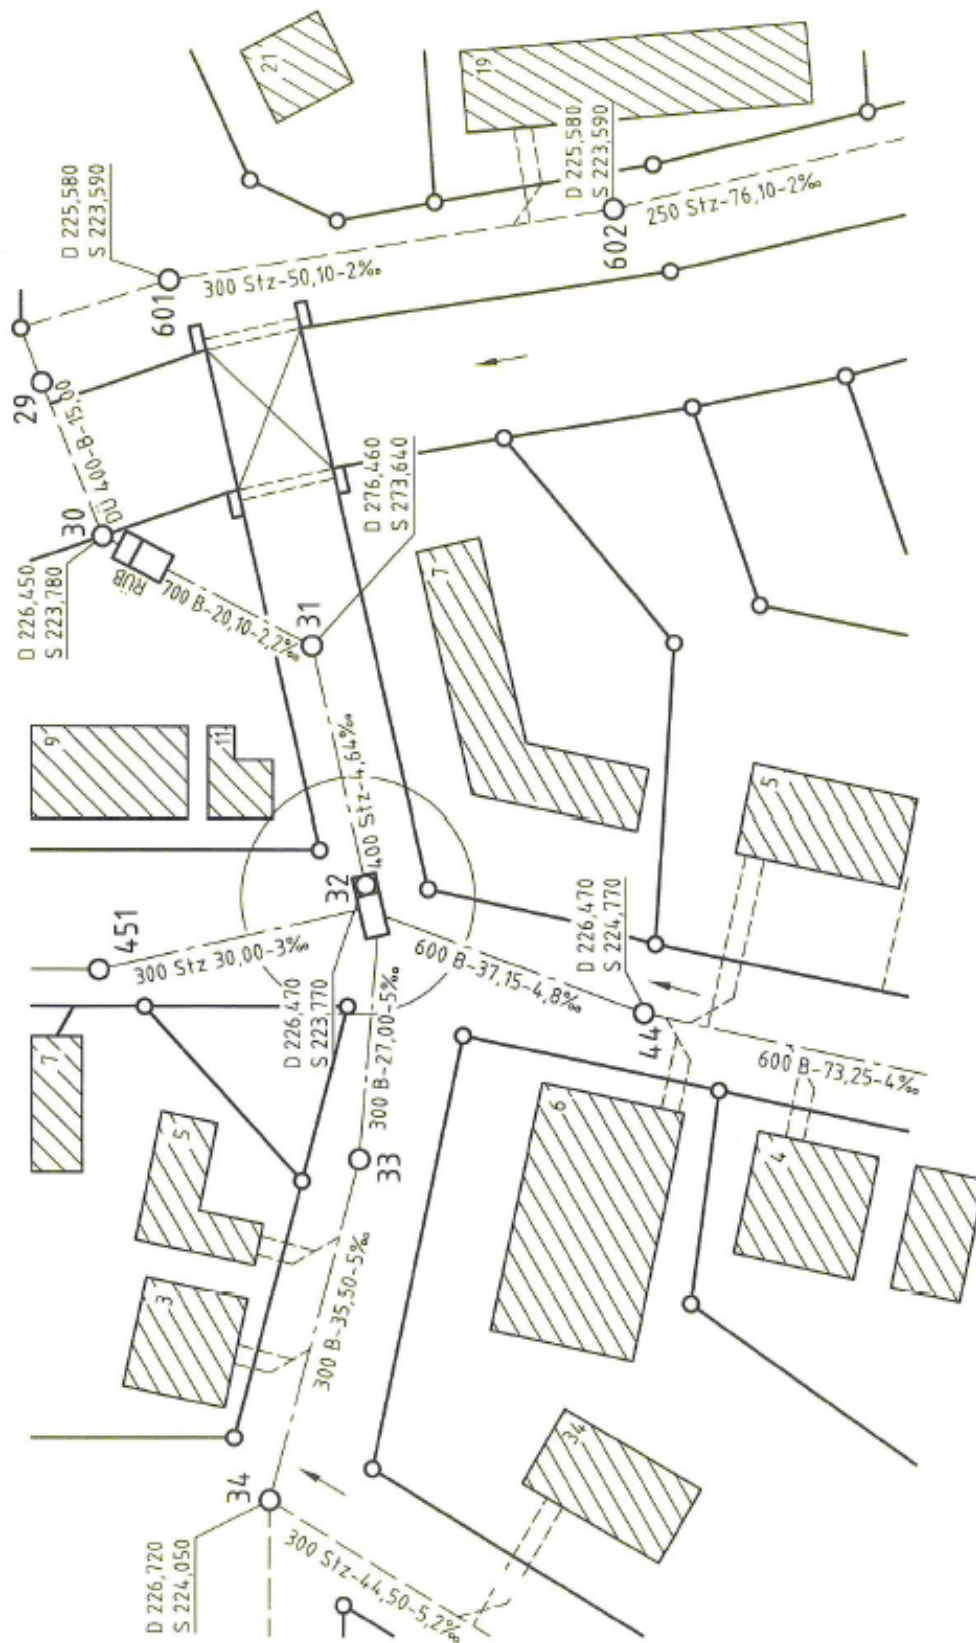 21
19
D 225,580
S 223,590
601
300 Stz-50,10-2‰
D 225,580
S 223,590
602
250 Stz-76,10-2‰
29
DÜ 400-B-15,00
30
D 226,450
S 223,780
RÜB
700 B-20,10-2,2‰
31
D 276,460
S 273,640
7
9
11
400 Stz-4,64‰
32
5
451
300 Stz 30,00-3‰
D 226,470
S 223,770
600 B-37,15-4,8‰
D 226,470
S 224,770
44
600 B-73,25-4‰
7
300 B-27,00-5‰
33
5
6
4
3
300 B-35,50-5‰
34
D 226,720
S 224,050
300 Stz-44,50-5,2‰
34